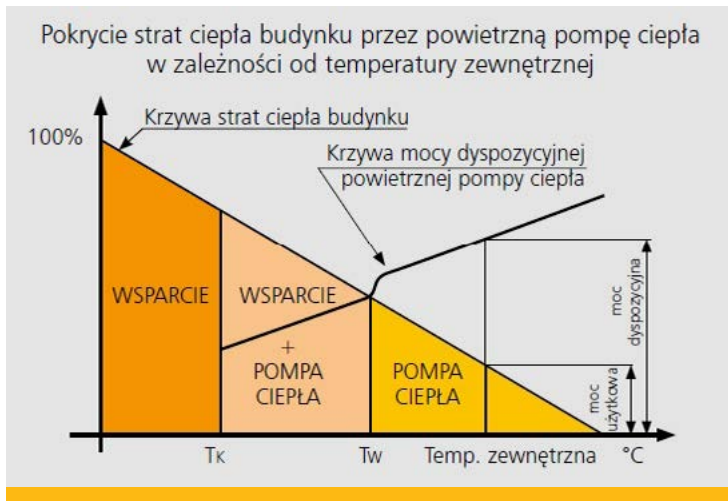 Pokrycie strat ciepła budynku przez powietrzną pompę ciepła
w zależności od temperatury zewnętrznej
Krzywa strat ciepła budynku
100%
Krzywa mocy dyspozycyjnej
powietrznej pompy ciepła
WSPARCIE
WSPARCIE
+
POMPA
CIEPŁA
POMPA
CIEPŁA
moc
dyspozycyjna
moc
użytkowa
TK
TW
Temp. zewnętrzna
°C